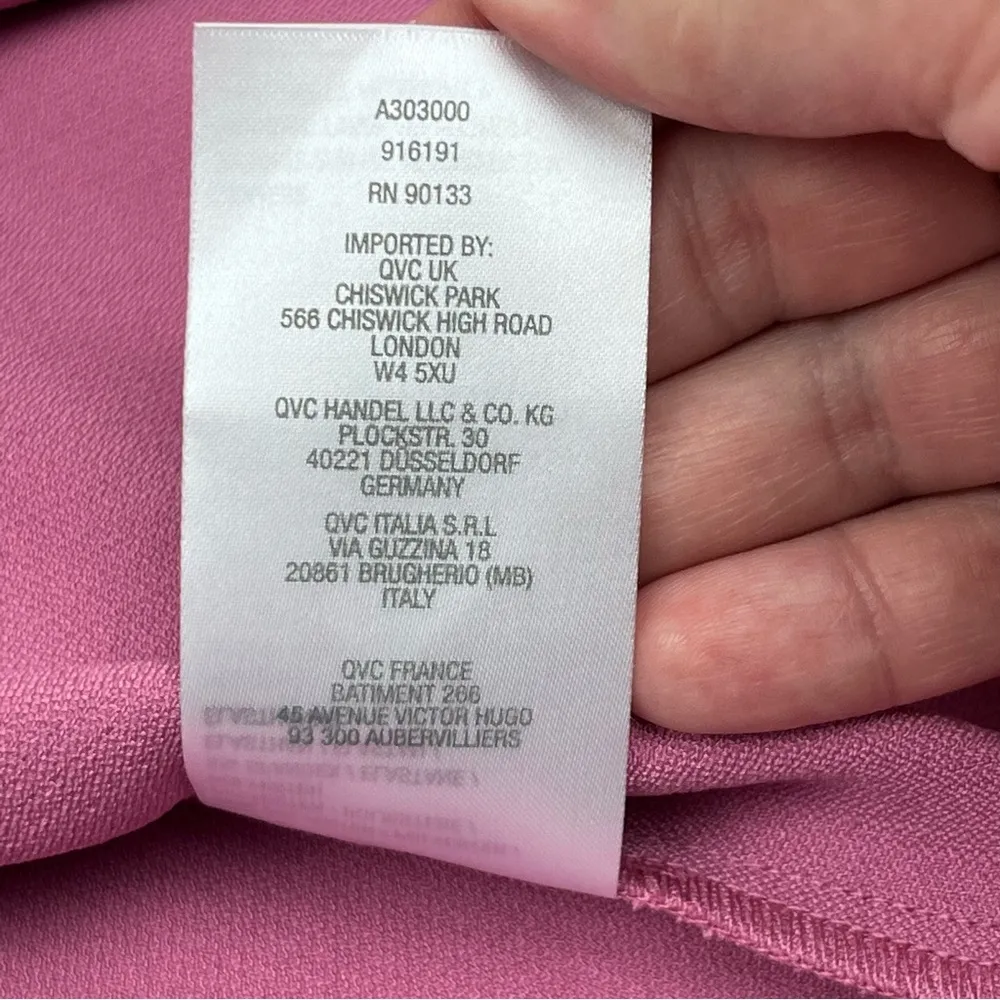 A303000
916191
RN 90133
IMPORTED BY:
QVC UK
CHISWICK PARK
566 CHISWICK HIGH ROAD
LONDON
W4 5XU
QVC HANDEL LLC & CO. KG
PLOCKSTR. 30
40221 DÜSSELDORF
GERMANY
QVC ITALIA S.R.L
VIA GUZZINA 18
20861 BRUGHERIO (MB)
ITALY
QVC FRANCE
BATIMENT 266
45 AVENUE VICTOR HUGO
93 300 AUBERVILLIERS